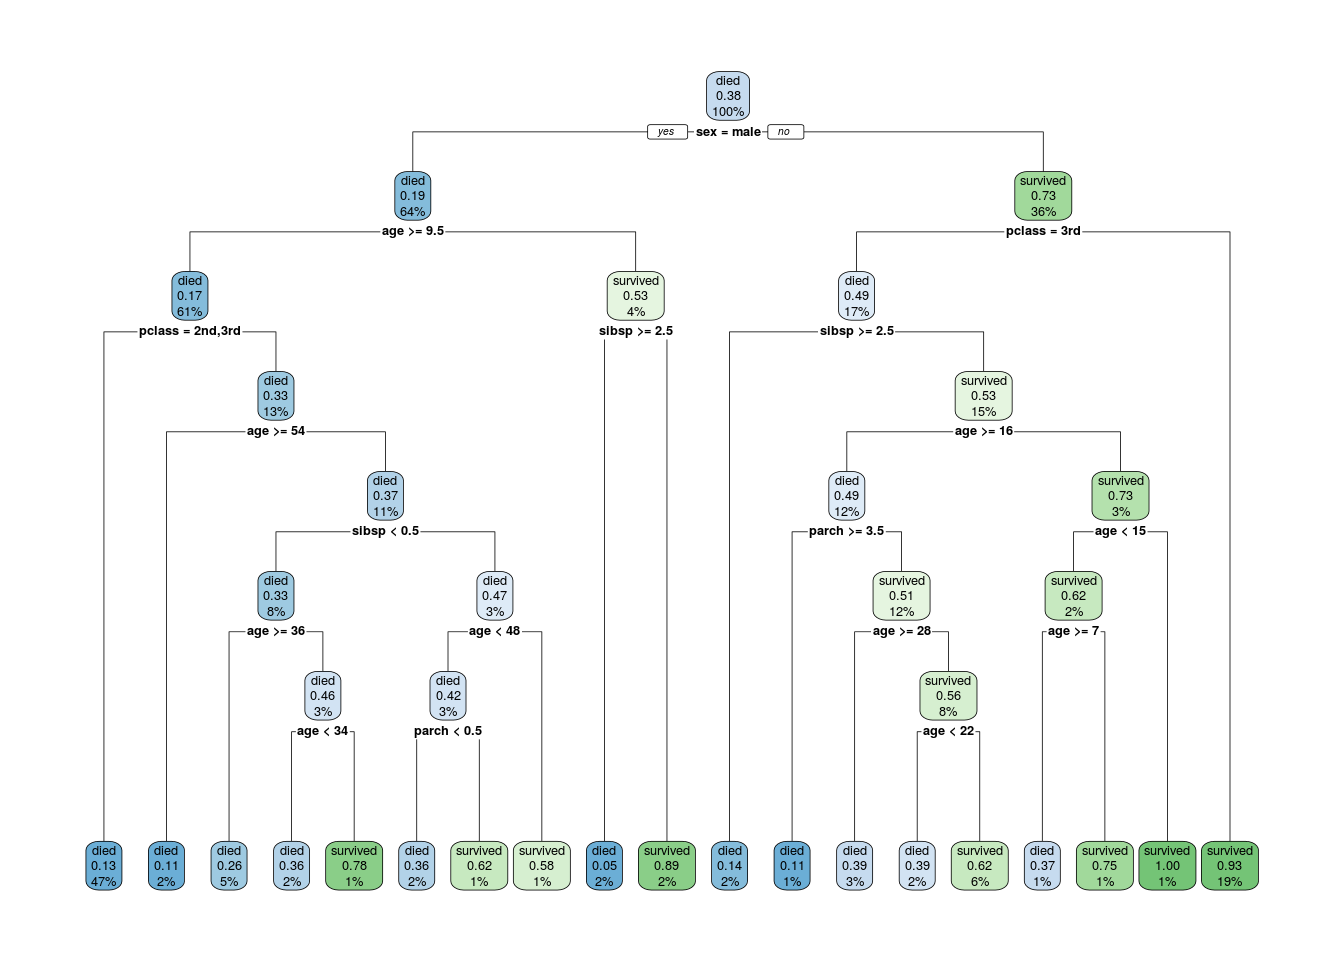 died
0.38
100%
yes sex = male no
died
0.19
64%
survived
0.73
36%
age >= 9.5
pclass = 3rd
died
0.17
61%
survived
0.53
4%
died
0.49
17%
pclass = 2nd,3rd
sibsp >= 2.5
sibsp >= 2.5
died
0.33
13%
survived
0.53
15%
age >= 54
age >= 16
died
0.37
11%
died
0.49
12%
survived
0.73
3%
sibsp < 0.5
parch >= 3.5
age < 15
died
0.33
8%
died
0.47
3%
survived
0.51
12%
survived
0.62
2%
age >= 36
age < 48
age >= 28
age >= 7
died
0.46
3%
died
0.42
3%
survived
0.56
8%
age < 34
parch < 0.5
age < 22
died
0.13
47%
died
0.11
2%
died
0.26
5%
died
0.36
2%
survived
0.78
1%
died
0.36
2%
survived
0.62
1%
survived
0.58
1%
died
0.05
2%
survived
0.89
2%
died
0.14
2%
died
0.11
1%
died
0.39
3%
died
0.39
2%
survived
0.62
6%
died
0.37
1%
survived
0.75
1%
survived
1.00
1%
survived
0.93
19%